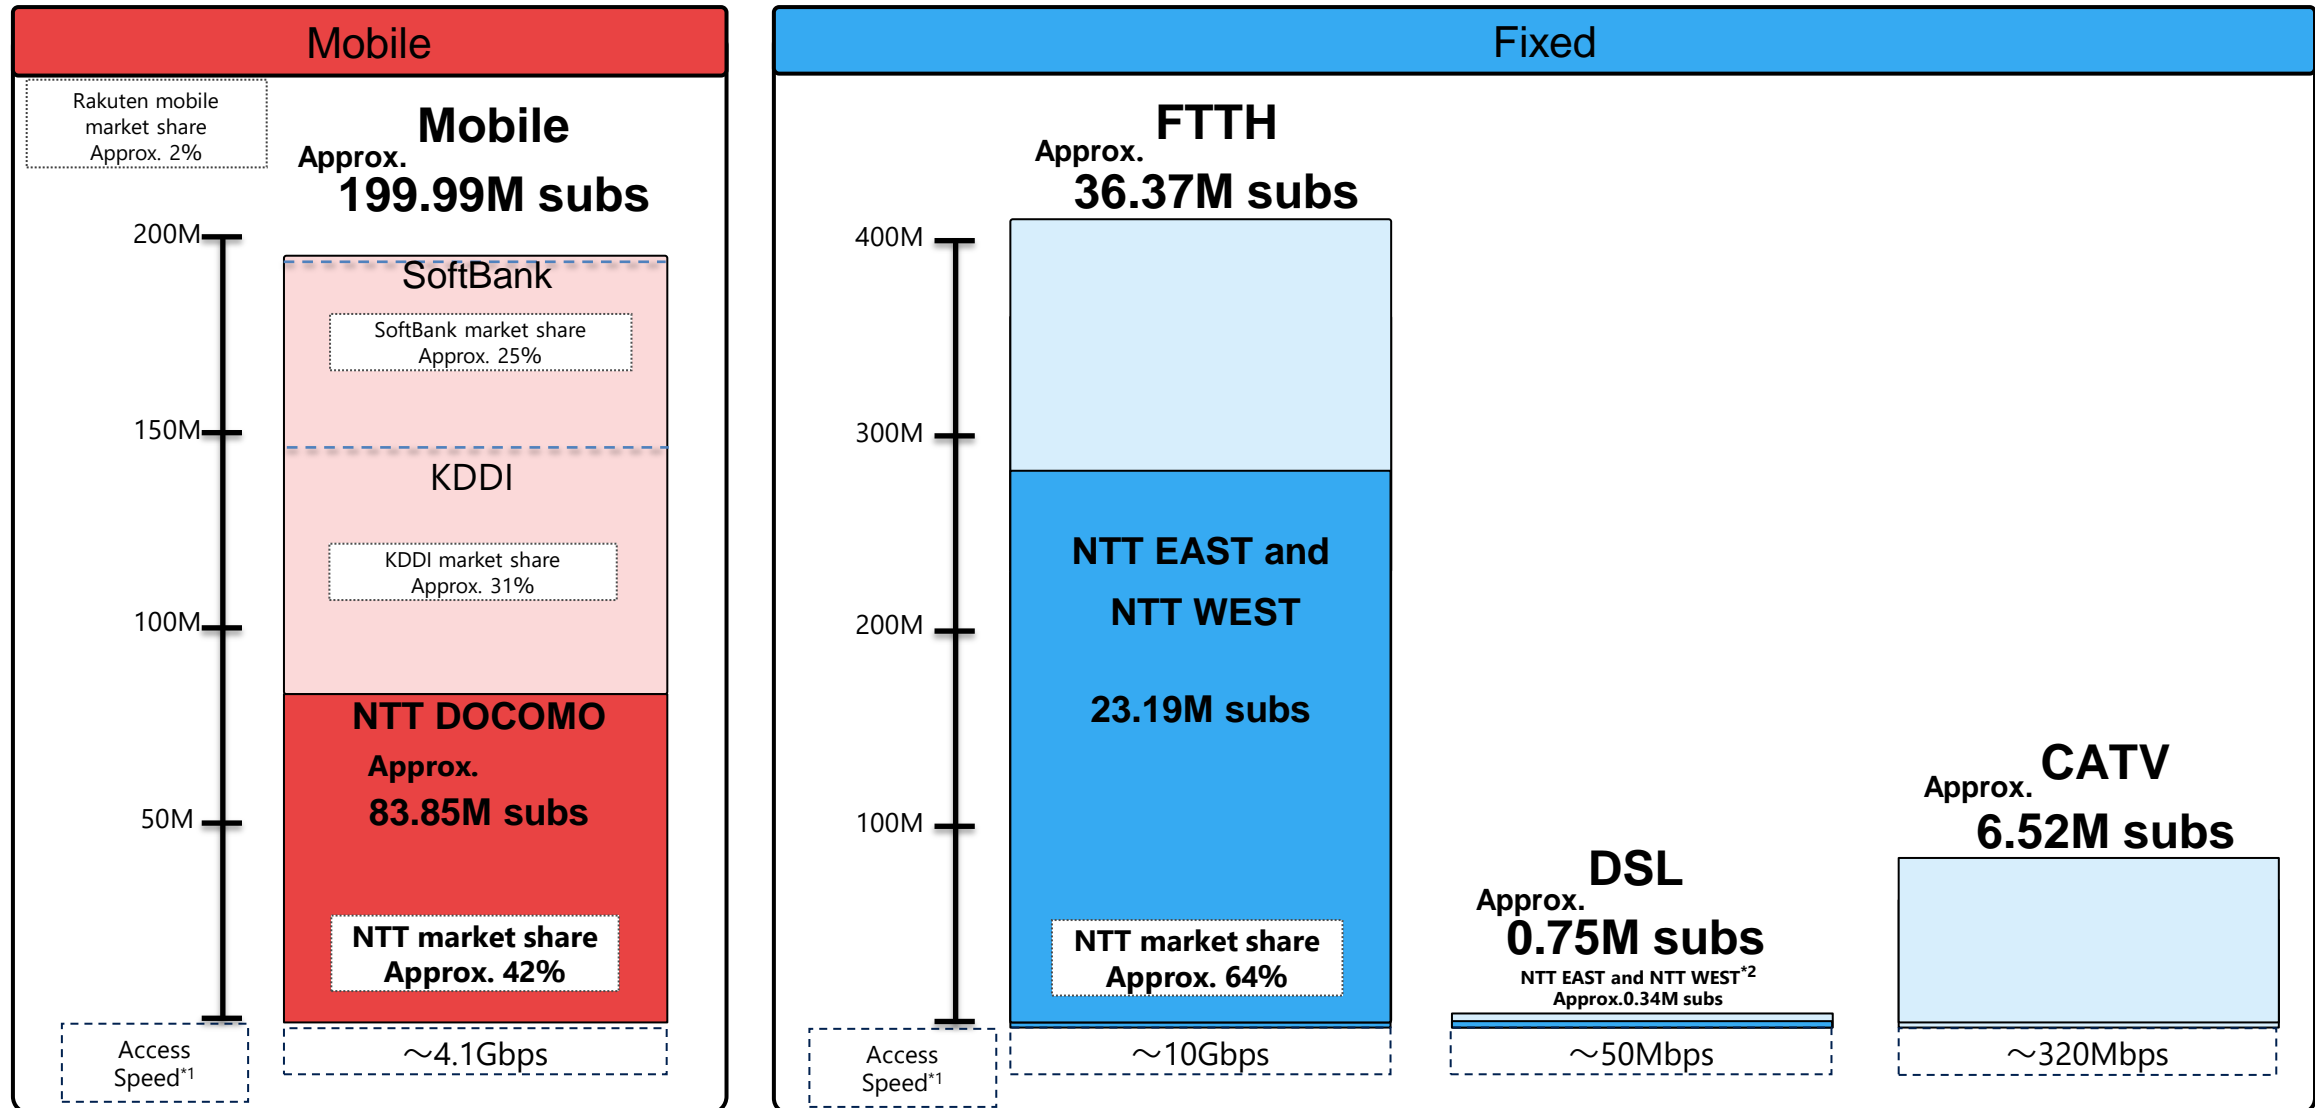 Mobile
Rakuten mobile
market share
Approx. 2%
Mobile
Approx.
199.99M subs
200M
150M
100M
50M
SoftBank
SoftBank market share
Approx. 25%
KDDI
KDDI market share
Approx. 31%
NTT DOCOMO
Approx.
83.85M subs
NTT market share
Approx. 42%
Access
Speed*1
～4.1Gbps
Fixed
FTTH
Approx.
36.37M subs
400M
300M
200M
100M
NTT EAST and
NTT WEST
23.19M subs
NTT market share
Approx. 64%
DSL
Approx.
0.75M subs
NTT EAST and NTT WEST*2
Approx.0.34M subs
CATV
Approx.
6.52M subs
Access
Speed*1
～10Gbps
～50Mbps
～320Mbps